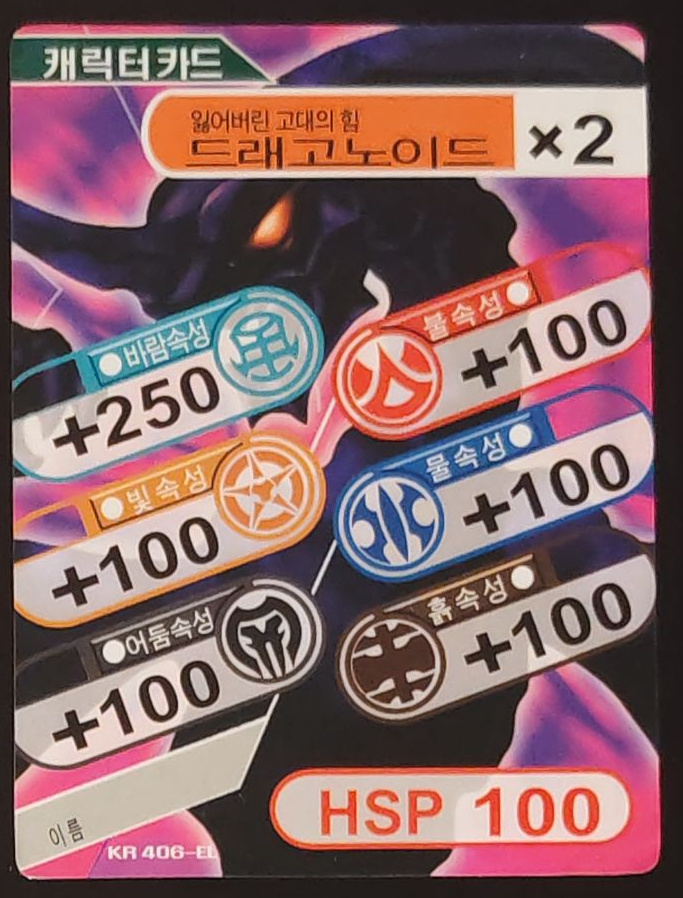 캐릭터카드
잃어버린 고대의 힘
드래고노이드
×2
바람속성
+250
불속성
+100
빛속성
+100
물속성
+100
어둠속성
+100
흙속성
+100
HSP 100
이름
KR 406-EL